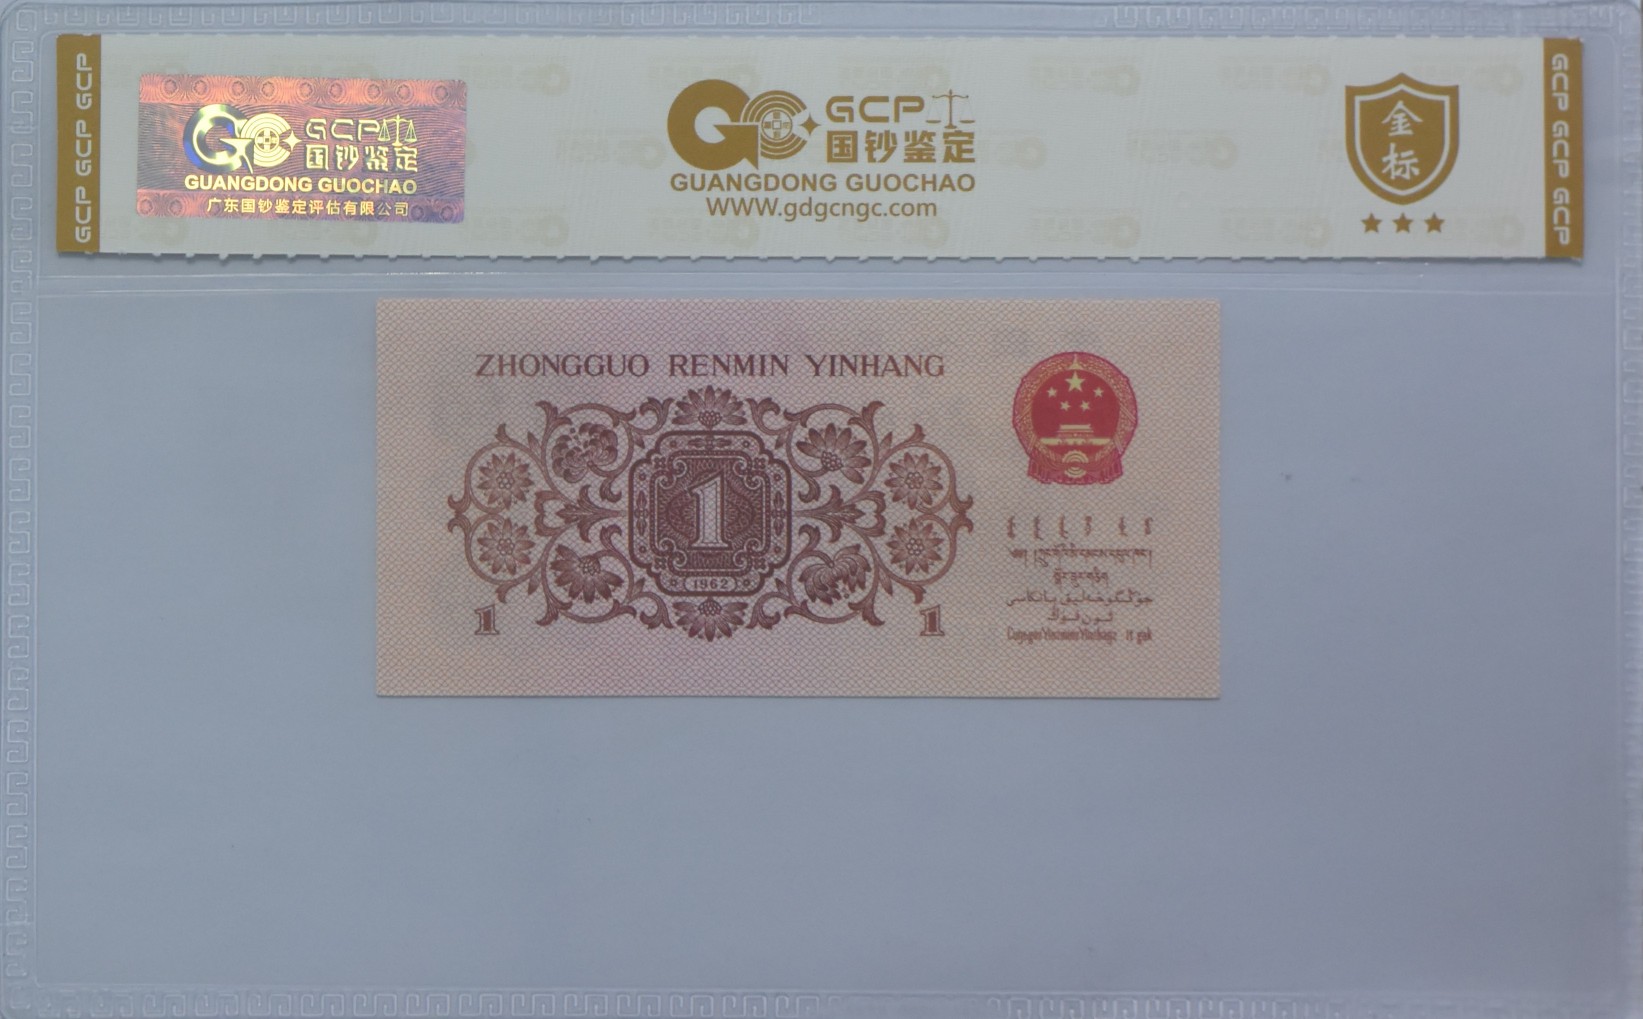 GCP GCP GCP
GCP
国钞鉴定
GUANGDONG GUOCHAO
广东国钞鉴定评估有限公司
GCP
国钞鉴定
GUANGDONG GUOCHAO
WWW.gdgcngc.com
金标
GCP GCP GCP
ZHONGGUO RENMIN YINHANG
1
1962
1
1